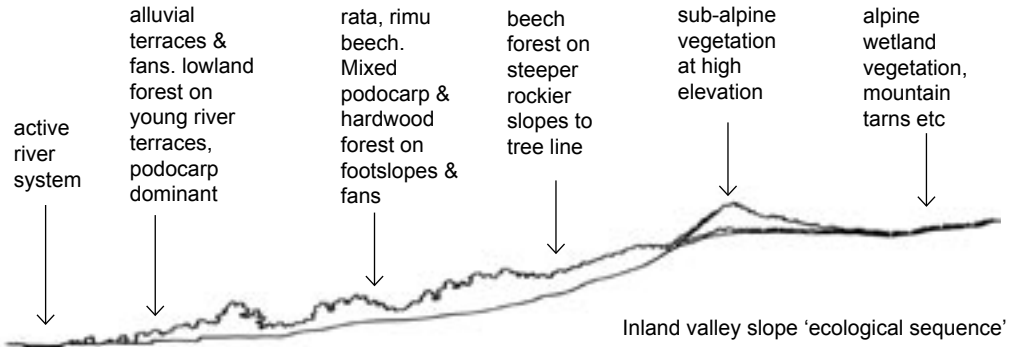 active
river
system
alluvial
terraces &
fans. lowland
forest on
young river
terraces,
podocarp
dominant
rata, rimu
beech.
Mixed
podocarp &
hardwood
forest on
footslopes &
fans
beech
forest on
steeper
rockier
slopes to
tree line
sub-alpine
vegetation
at high
elevation
alpine
wetland
vegetation,
mountain
tarns etc
Inland valley slope ‘ecological sequence’